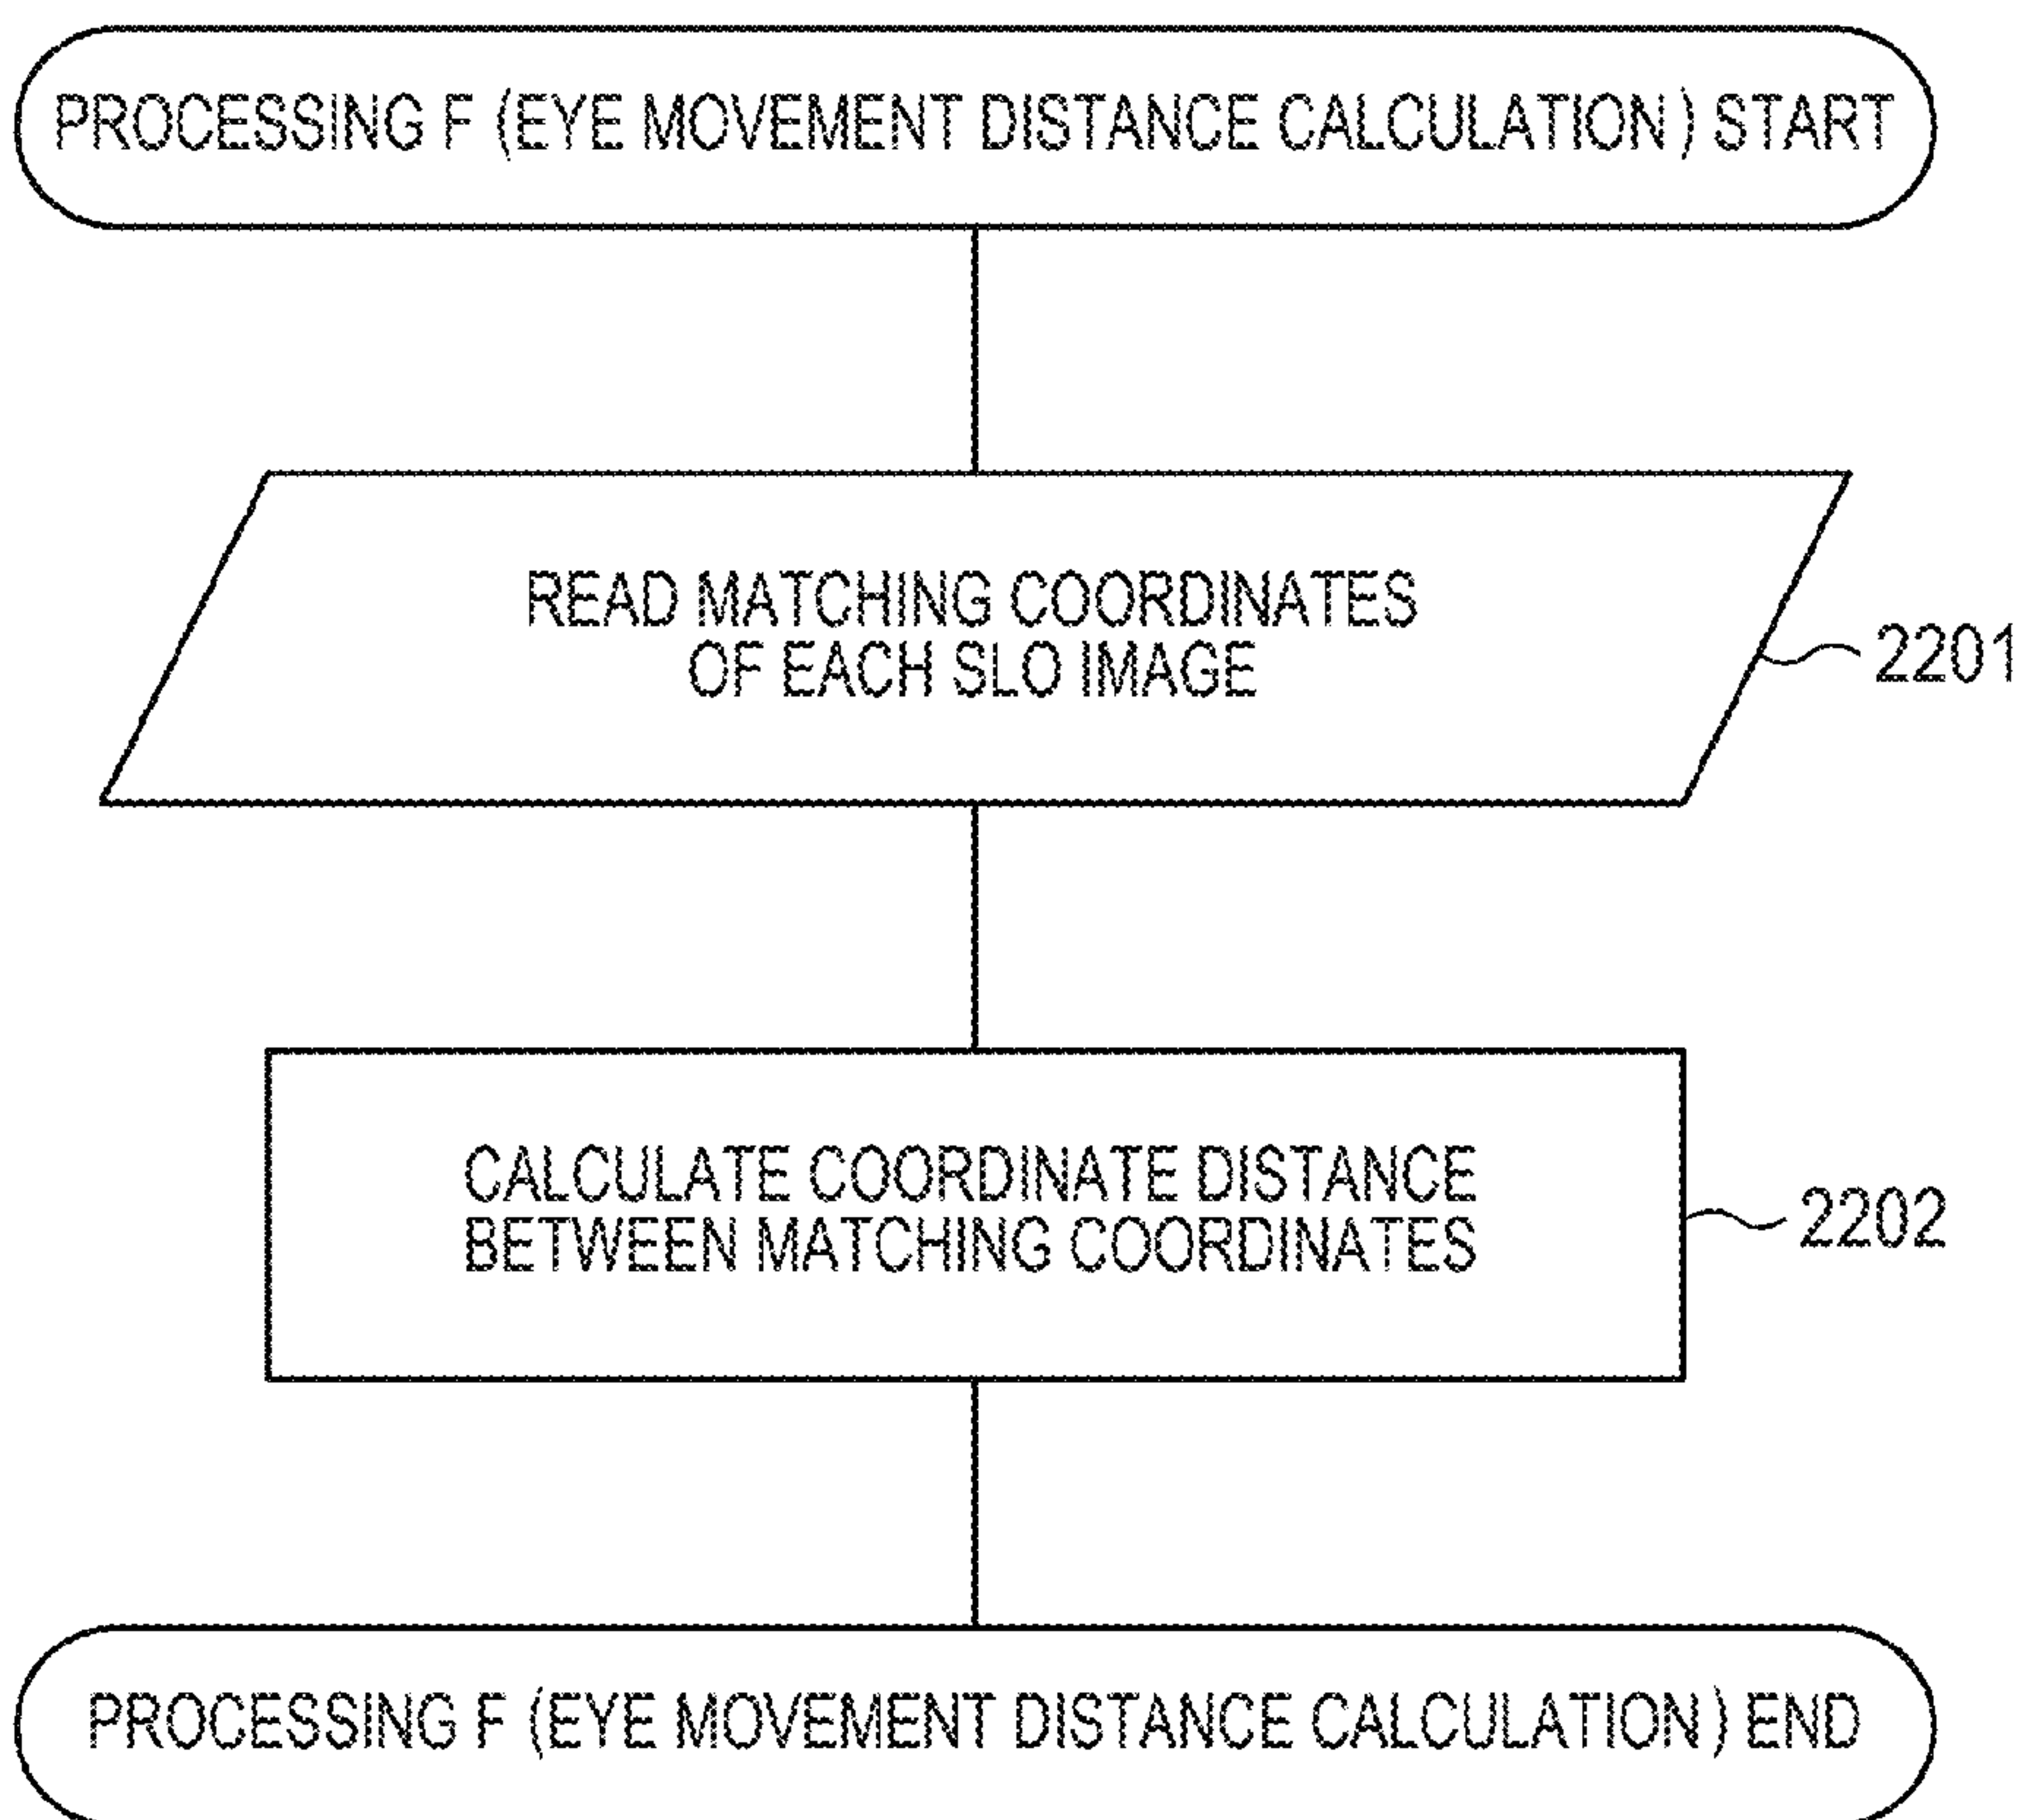 PROCESSING F (EYE MOVEMENT DISTANCE CALCULATION) START
READ MATCHING COORDINATES
OF EACH SLO IMAGE
2201
CALCULATE COORDINATE DISTANCE
BETWEEN MATCHING COORDINATES
2202
PROCESSING F (EYE MOVEMENT DISTANCE CALCULATION) END